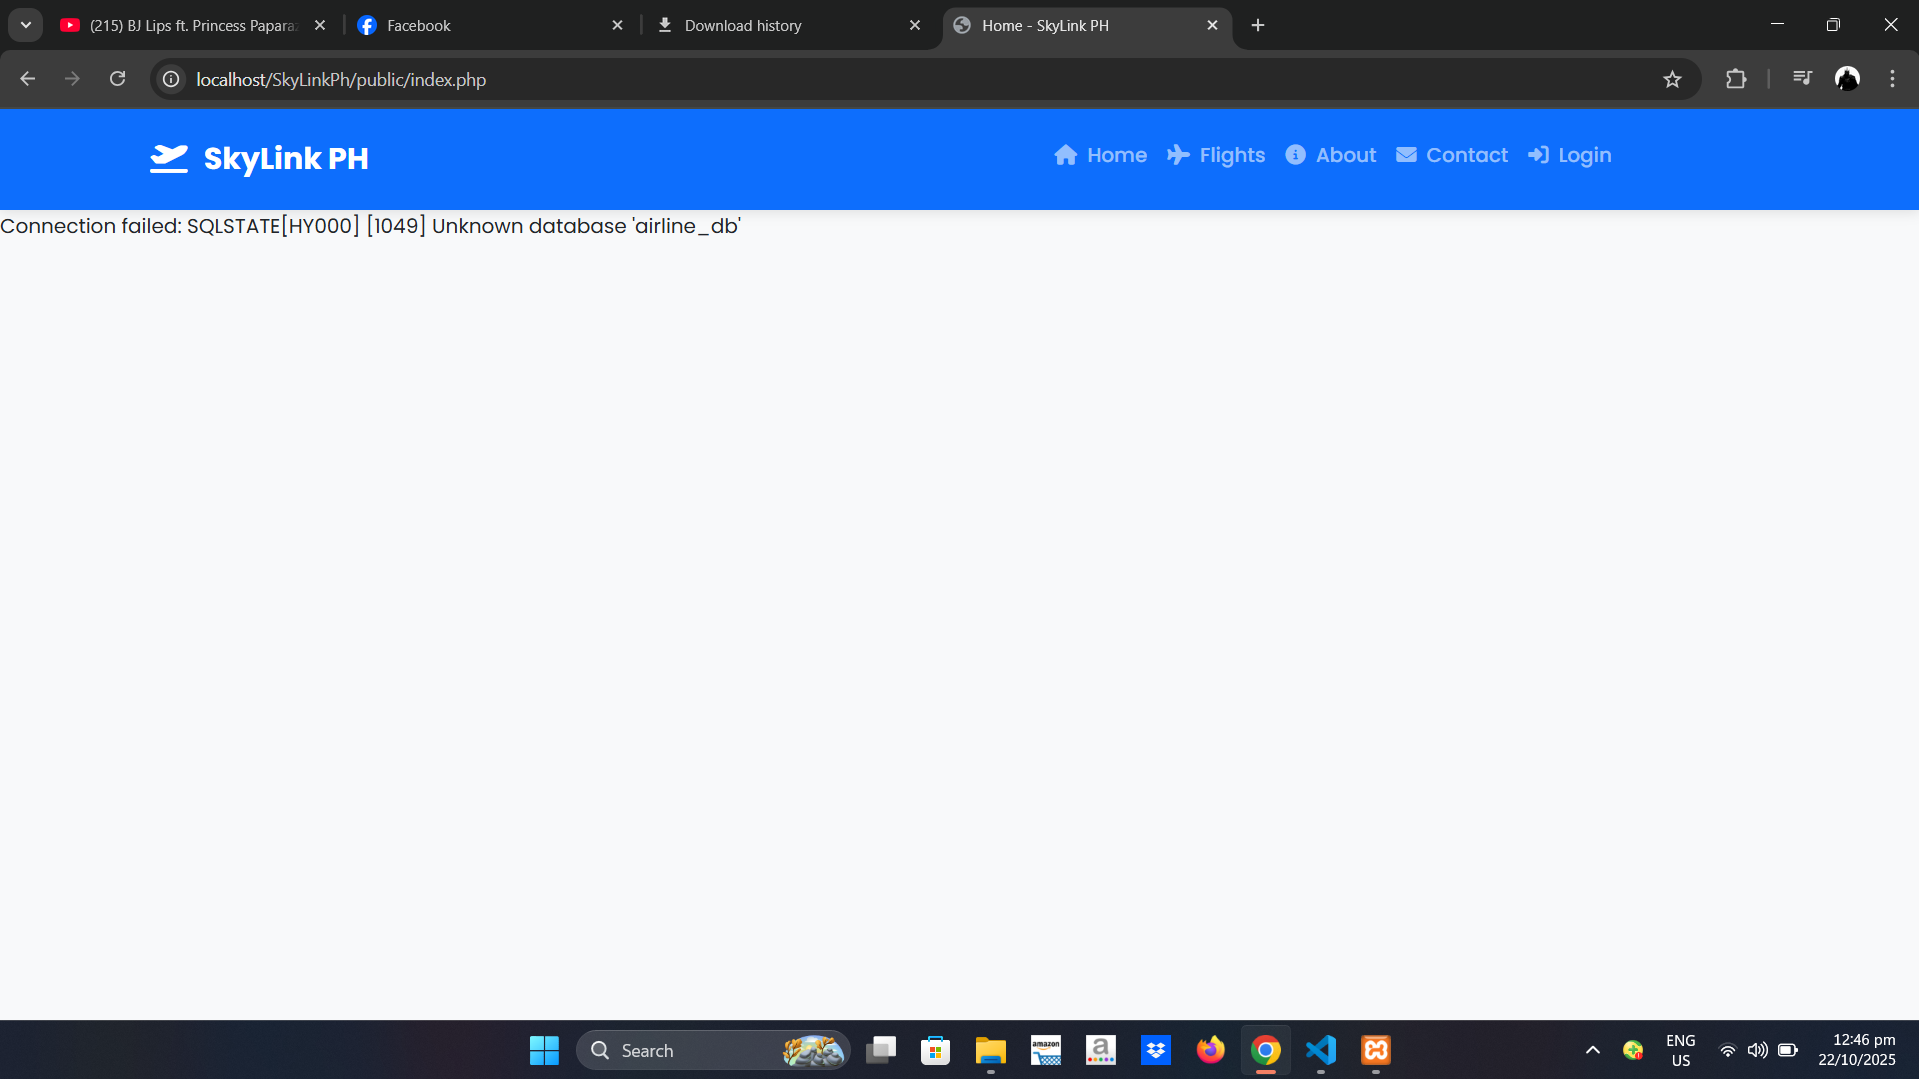 (215) BJ Lips ft. Princess Papara
Facebook
Download history
Home - SkyLink PH
localhost/SkyLinkPh/public/index.php
SkyLink PH
Home
Flights
About
Contact
Login
Connection failed: SQLSTATE[HY000] [1049] Unknown database 'airline_db'
Search
amazon
a
ENG
US
12:46 pm
22/10/2025